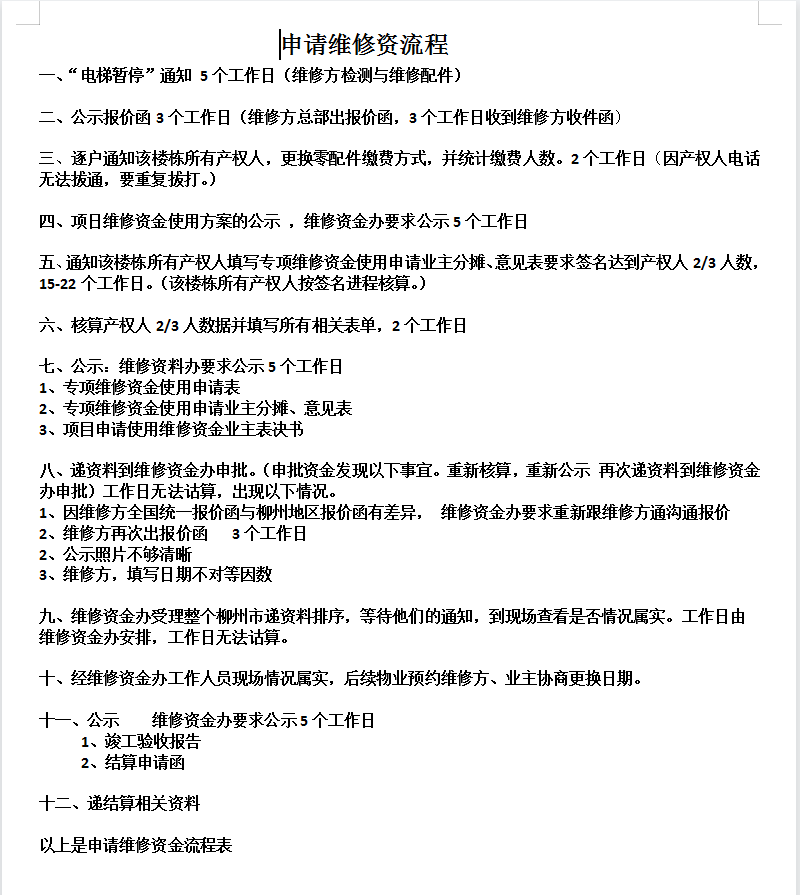 申请维修资流程
一、“电梯暂停”通知 5个工作日（维修方检测与维修配件）
二、公示报价函3个工作日（维修方总部出报价函，3个工作日收到维修方收件函）
三、逐户通知该楼栋所有产权人，更换零配件缴费方式，并统计缴费人数。2个工作日（因产权人电话
无法拔通，要重复拔打。）
四、项日维修资金使用方案的公示 ，维修资金办要求公示5个工作日
五、通知该楼栋所有产权人填写专项维修资金使用申请业主分摊、意见表要求签名达到产权人2/3人数，
15-22个工作日。（该楼栋所有产权人按签名进程核算。）
六、核算产权人2/3人数据并填写所有相关表单，2个工作日
七、公示：维修资料办要求公示5个工作日
1、专项维修资金使用申请表
2、专项维修资金使用申请业主分摊、意见表
3、项目申请使用维修资金业主表决书
八、递资料到维修资金办申批。（申批资金发现以下事宜。重新核算，重新公示 再次递资料到维修资金
办申批）工作日无法诂算，出现以下情况。
1、因维修方全国统一报价函与柳州地区报价函有差异， 维修资金办要求重新跟维修方通沟通报价
2、维修方再次出报价函 3个工作日
2、公示照片不够清晰
3、维修方，填写日期不对等因数
九、维修资金办受理整个柳州市递资料排序，等待他们的通知，到现场查看是否情况属实。工作日由
维修资金办安排，工作日无法诂算。
十、经维修资金办工作人员现场情况属实，后续物业预约维修方、业主协商更换日期。
十一、公示 维修资金办要求公示5个工作日
1、竣工验收报告
2、结算申请函
十二、递结算相关资料
以上是申请维修资金流程表